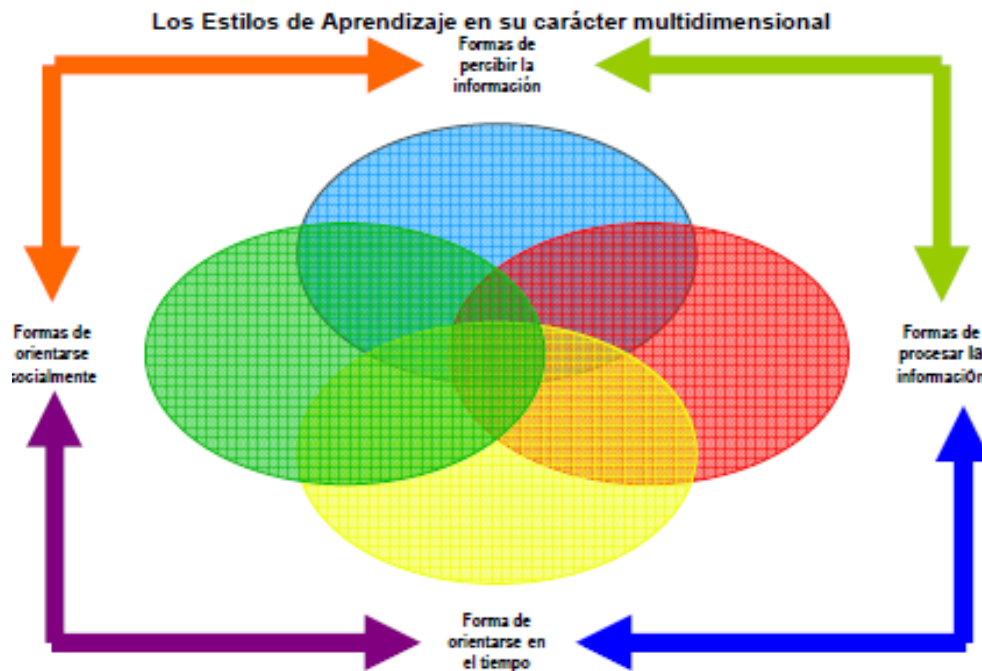 Los Estilos de Aprendizaje en su carácter multidimensional
Formas de
percibir la
información
Formas de
orientarse
socialmente
Formas de
procesar la
información
Forma de
orientarse en
el tiempo